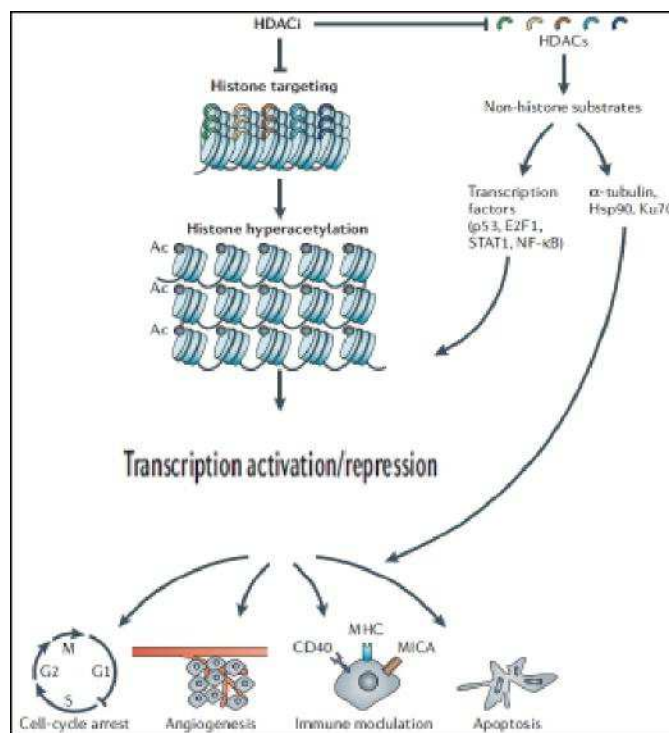 HDACi
HDACs
Histone targeting
Non-histone substrates
Transcription
factors
(p53, E2F1,
STAT1, NF-κB)
α-tubulin,
Hsp90, Ku70
Histone hyperacetylation
Ac
Ac
Ac
Transcription activation/repression
M
G2
G1
S
Cell-cycle arrest
Angiogenesis
MHC
CD40
MICA
Immune modulation
Apoptosis